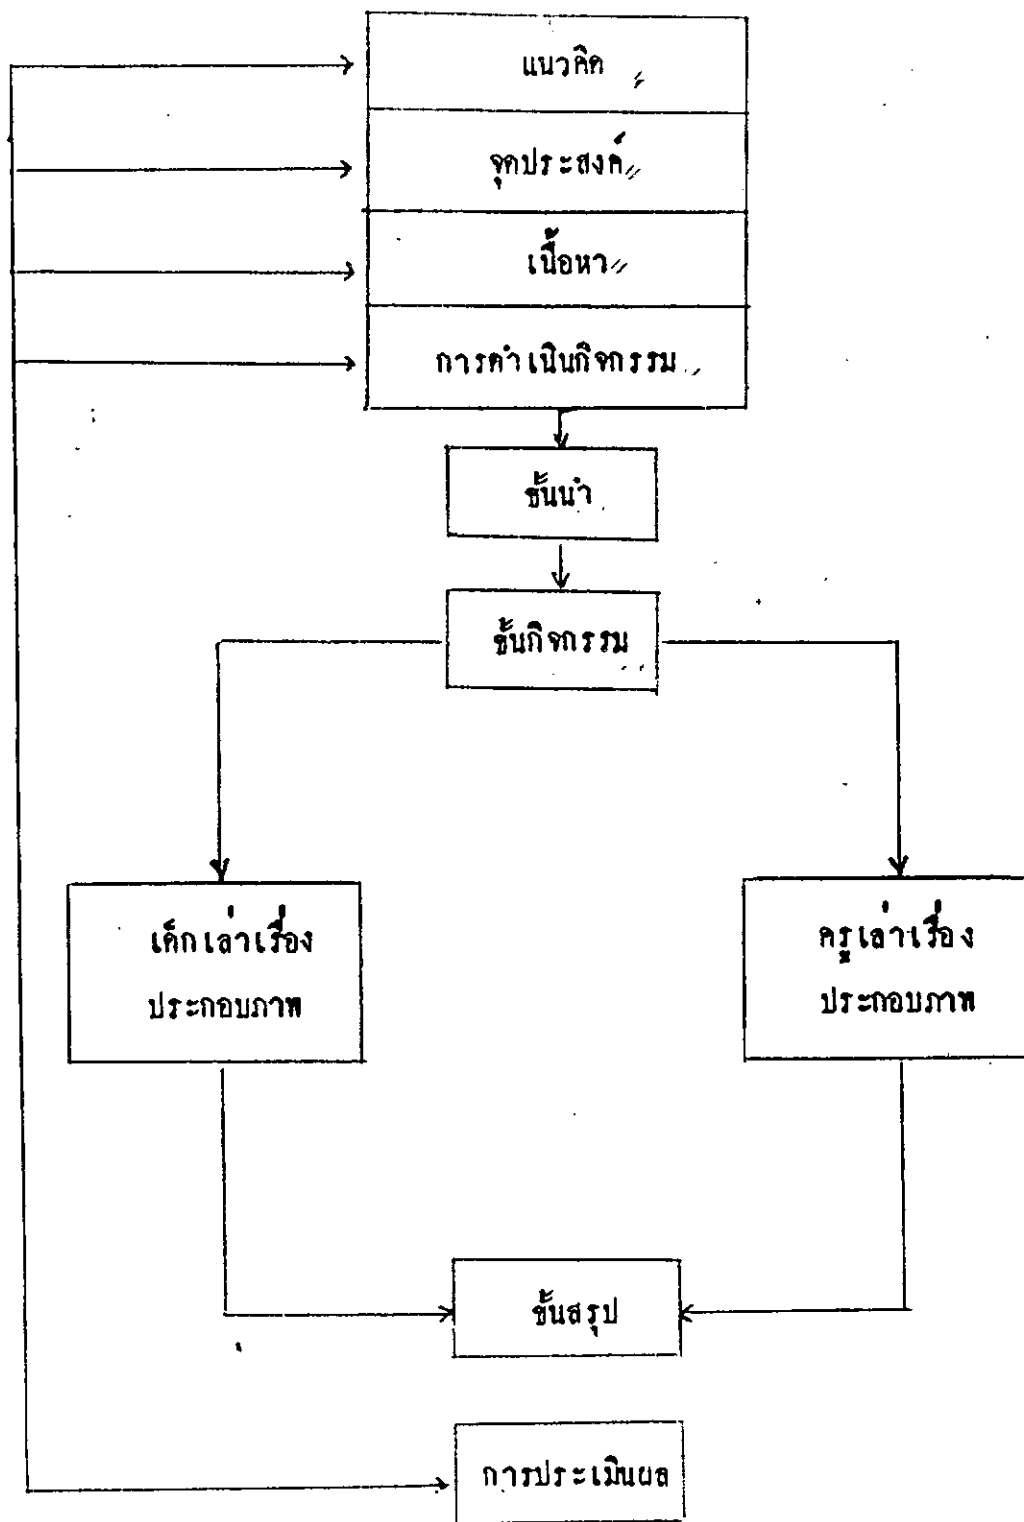 แนวคิด
จุดประสงค์
เนื้อหา
การดำเนินกิจกรรม
ขั้นนำ
ขั้นกิจกรรม
เด็กเล่าเรื่อง
ประกอบภาพ
ครูเล่าเรื่อง
ประกอบภาพ
ขั้นสรุป
การประเมินผล